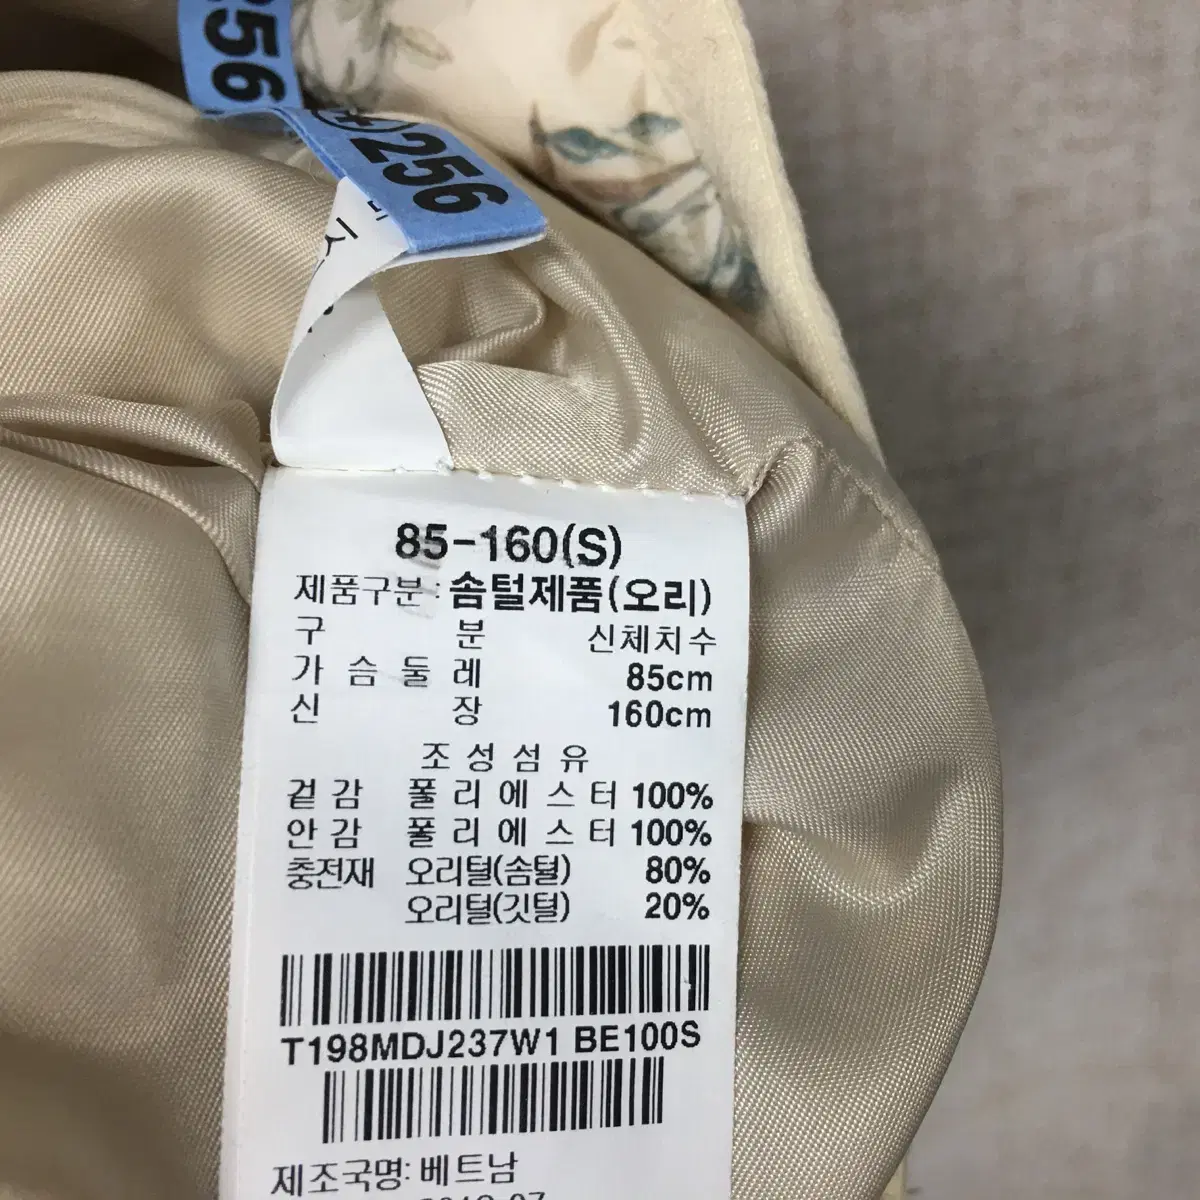 256
256
85-160(S)
제품구분 : 솜털제품(오리)
구 분 신체치수
가 슴 둘 레 85cm
신 장 160cm
조 성 섬 유
겉 감 폴 리 에 스 터 100%
안 감 폴 리 에 스 터 100%
충전재 오리털(솜털) 80%
오리털(깃털) 20%
T198MDJ237W1 BE100S
제조국명: 베트남